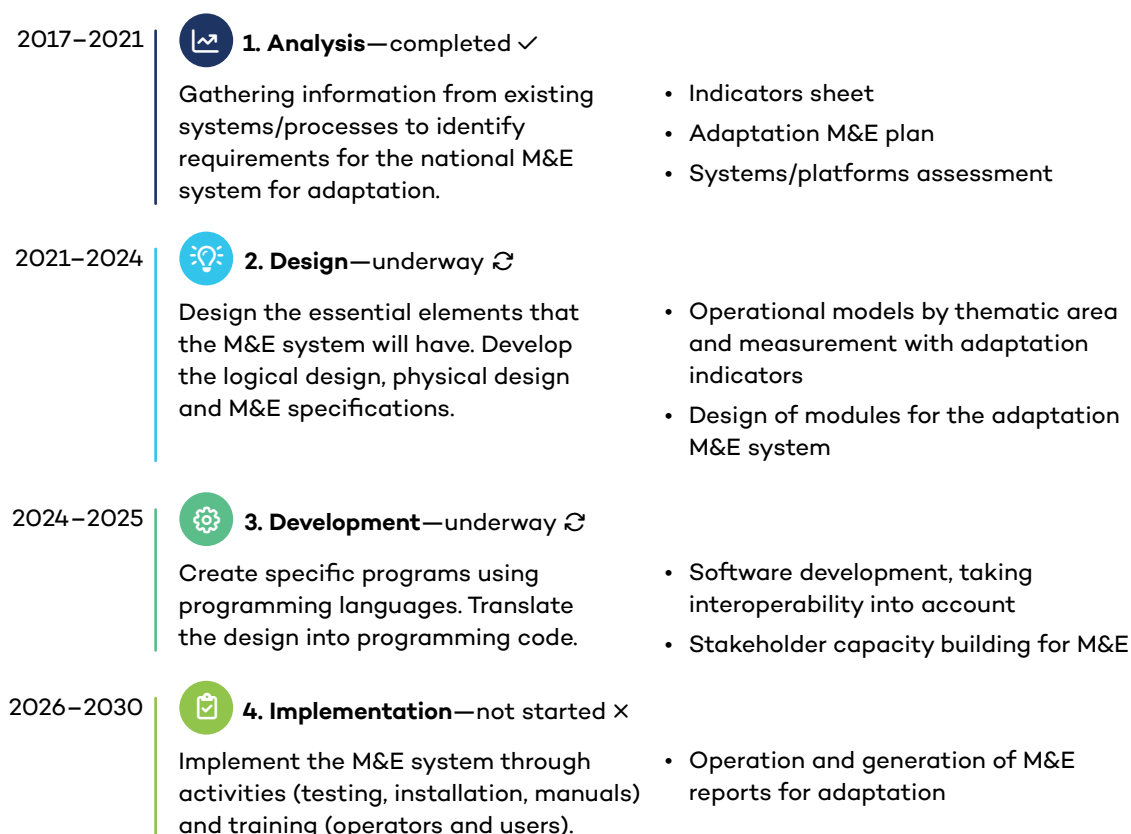 2017–2021
1. Analysis—completed ✓
Gathering information from existing
systems/processes to identify
requirements for the national M&E
system for adaptation.
• Indicators sheet
• Adaptation M&E plan
• Systems/platforms assessment
2021–2024
2. Design—underway
Design the essential elements that
the M&E system will have. Develop
the logical design, physical design
and M&E specifications.
• Operational models by thematic area
and measurement with adaptation
indicators
• Design of modules for the adaptation
M&E system
2024–2025
3. Development—underway
Create specific programs using
programming languages. Translate
the design into programming code.
• Software development, taking
interoperability into account
• Stakeholder capacity building for M&E
2026–2030
4. Implementation—not started ×
Implement the M&E system through
activities (testing, installation, manuals)
and training (operators and users).
• Operation and generation of M&E
reports for adaptation